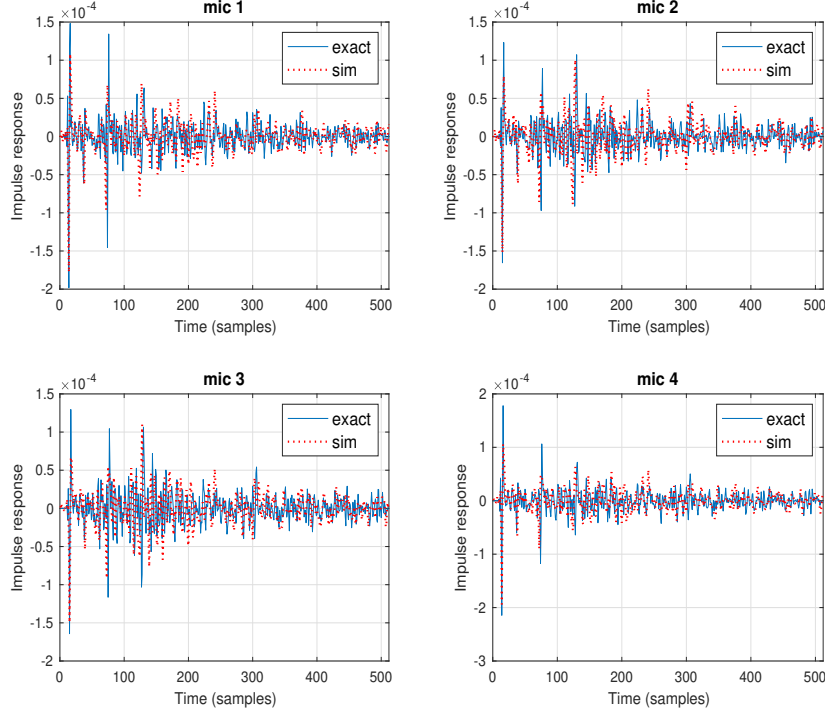 mic 1
×10-4
1.5
1
0.5
0
-0.5
-1
-1.5
-2
Impulse response
exact
sim
0 100 200 300 400 500
Time (samples)
mic 2
×10-4
1.5
1
0.5
0
-0.5
-1
-1.5
-2
Impulse response
exact
sim
0 100 200 300 400 500
Time (samples)
mic 3
×10-4
1.5
1
0.5
0
-0.5
-1
-1.5
-2
Impulse response
exact
sim
0 100 200 300 400 500
Time (samples)
mic 4
×10-4
2
1
0
-1
-2
-3
Impulse response
exact
sim
0 100 200 300 400 500
Time (samples)